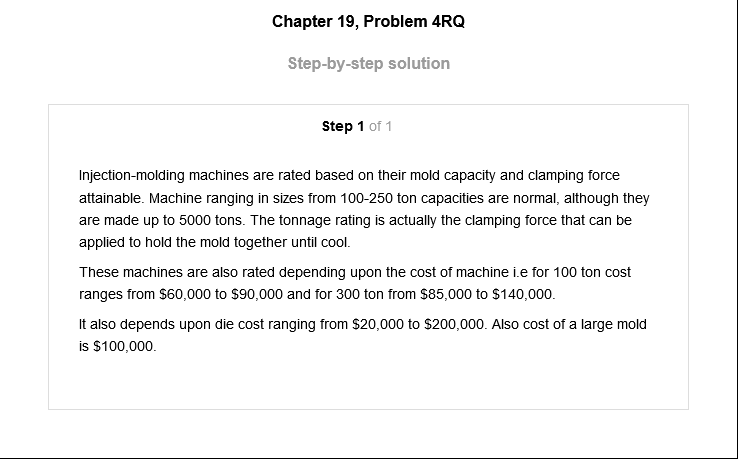 Chapter 19, Problem 4RQ
Step-by-step solution
Step 1 of 1
Injection-molding machines are rated based on their mold capacity and clamping force
attainable. Machine ranging in sizes from 100-250 ton capacities are normal, although they
are made up to 5000 tons. The tonnage rating is actually the clamping force that can be
applied to hold the mold together until cool.
These machines are also rated depending upon the cost of machine i.e for 100 ton cost
ranges from $60,000 to $90,000 and for 300 ton from $85,000 to $140,000.
It also depends upon die cost ranging from $20,000 to $200,000. Also cost of a large mold
is $100,000.